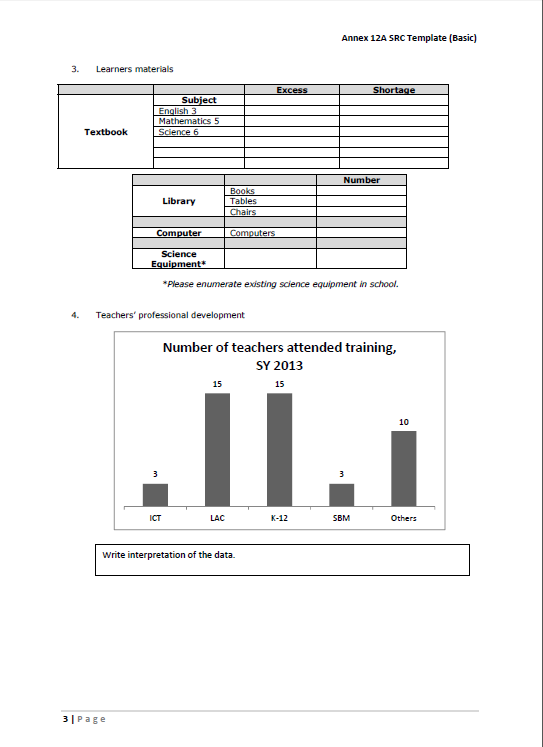 Annex 12A SRC Template (Basic)
3. Learners materials
Excess Shortage
Subject
English 3
Mathematics 5
Textbook Science 6
Number
Books
Library Tables
Chairs
Computer Computers
Science
Equipment*
*Please enumerate existing science equipment in school.
4. Teachers' professional development
Number of teachers attended training,
SY 2013
15 15
10
3 3
ICT LAC K-12 SBM Others
Write interpretation of the data.
3 | Page